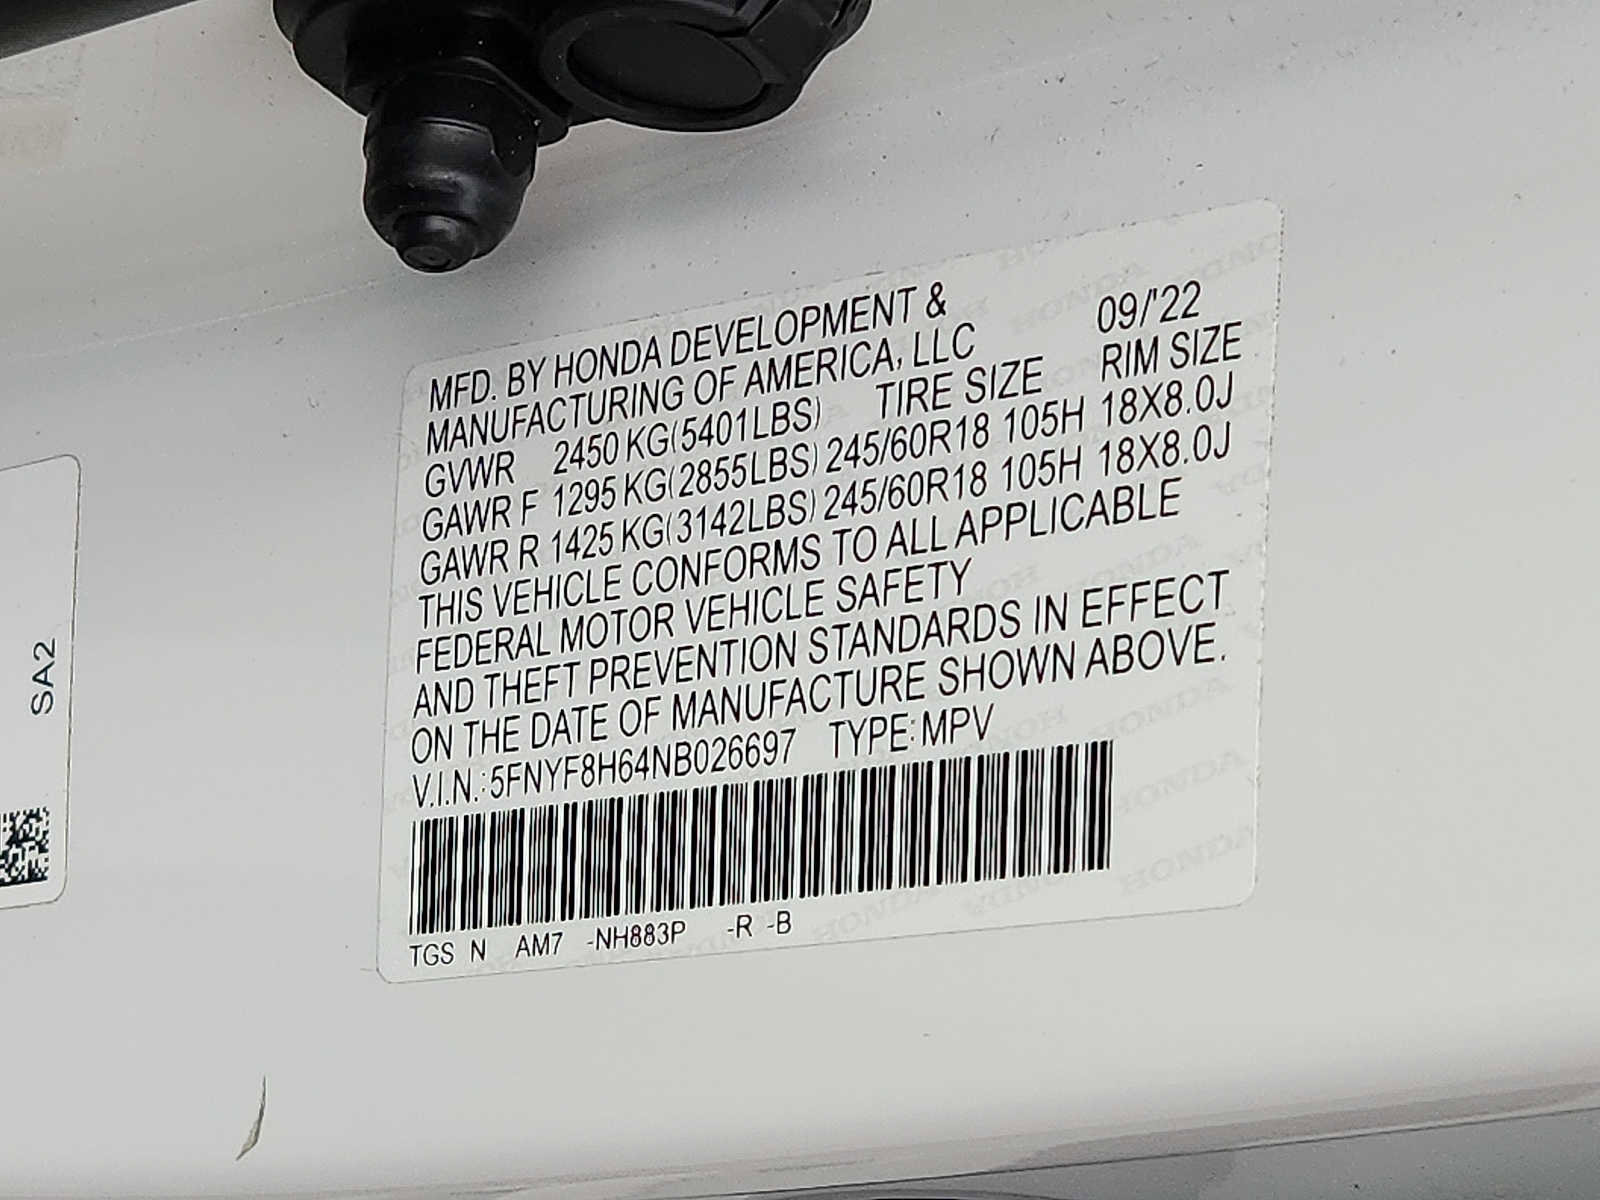 MFD. BY HONDA DEVELOPMENT &
MANUFACTURING OF AMERICA, LLC 09/'22
GVWR 2450 KG(5401LBS) TIRE SIZE RIM SIZE
GAWR F 1295 KG(2855LBS) 245/60R18 105H 18X8.0J
GAWR R 1425 KG(3142LBS) 245/60R18 105H 18X8.0J
THIS VEHICLE CONFORMS TO ALL APPLICABLE
FEDERAL MOTOR VEHICLE SAFETY
AND THEFT PREVENTION STANDARDS IN EFFECT
ON THE DATE OF MANUFACTURE SHOWN ABOVE.
V.I.N.:5FNYF8H64NB026697 TYPE:MPV
TGS N AM7 -NH883P -R -B
SA2
HONDA